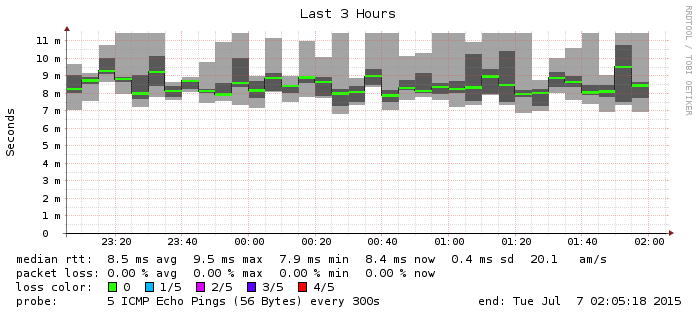 Last 3 Hours
RRDTOOL / TOBI OETIKER
Seconds
11 m
10 m
9 m
8 m
7 m
6 m
5 m
4 m
3 m
2 m
1 m
0
23:20 23:40 00:00 00:20 00:40 01:00 01:20 01:40 02:00
median rtt: 8.5 ms avg 9.5 ms max 7.9 ms min 8.4 ms now 0.4 ms sd 20.1 am/s
packet loss: 0.00 % avg 0.00 % max 0.00 % min 0.00 % now
loss color: 0 1/5 2/5 3/5 4/5
probe: 5 ICMP Echo Pings (56 Bytes) every 300s end: Tue Jul 7 02:05:18 2015